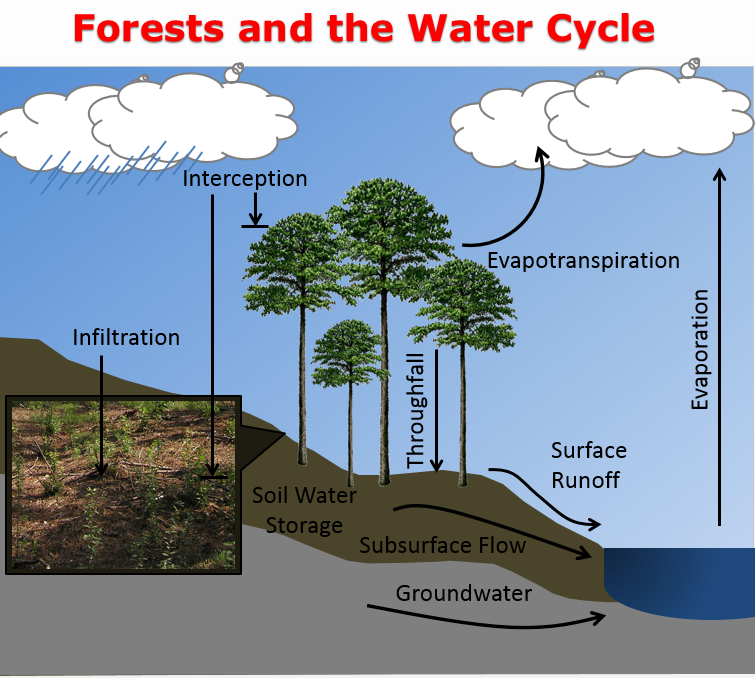 Forests and the Water Cycle
Interception
Evapotranspiration
Infiltration
Evaporation
Throughfall
Surface
Runoff
Soil Water
Storage
Subsurface Flow
Groundwater